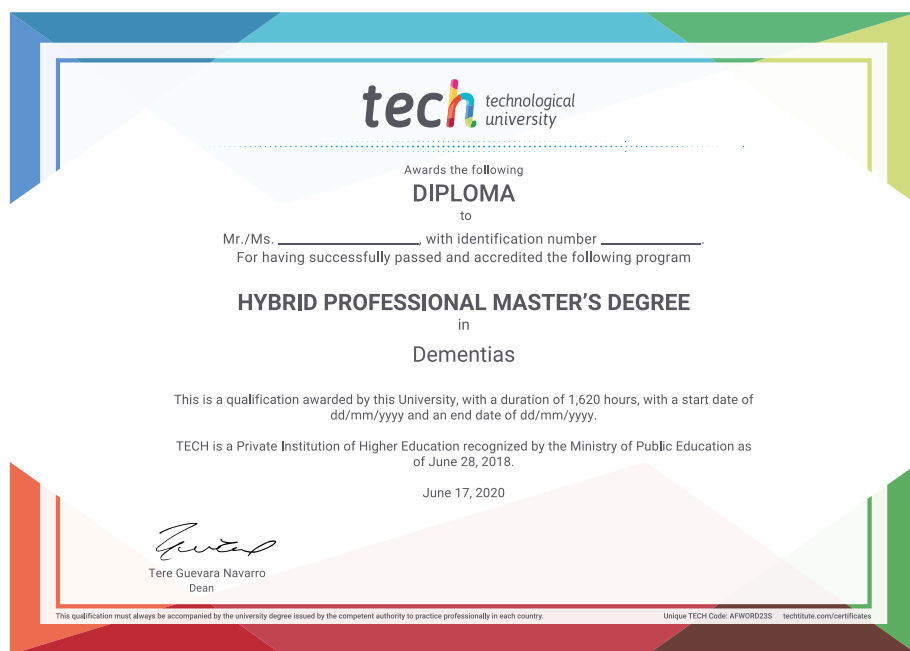 tech technological
university
Awards the following
DIPLOMA
to
Mr./Ms. ____________________, with identification number ______________.
For having successfully passed and accredited the following program
HYBRID PROFESSIONAL MASTER’S DEGREE
in
Dementias
This is a qualification awarded by this University, with a duration of 1,620 hours, with a start date of
dd/mm/yyyy and an end date of dd/mm/yyyy.
TECH is a Private Institution of Higher Education recognized by the Ministry of Public Education as
of June 28, 2018.
June 17, 2020
Tere Guevara Navarro
Dean
This qualification must always be accompanied by the university degree issued by the competent authority to practice professionally in each country.
Unique TECH Code: AFWORD23S techtitute.com/certificates